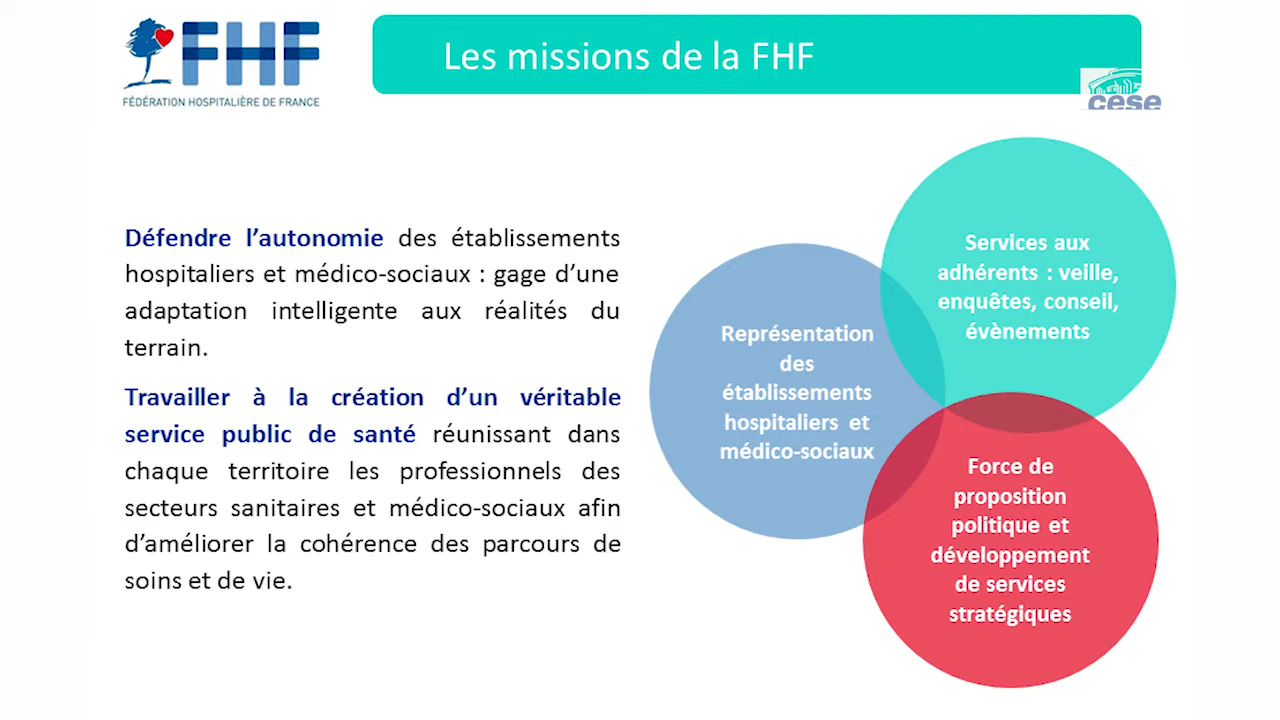 FHF
FÉDÉRATION HOSPITALIÈRE DE FRANCE
Les missions de la FHF
cese
Défendre l’autonomie des établissements
hospitaliers et médico-sociaux : gage d’une
adaptation intelligente aux réalités du
terrain.
Travailler à la création d’un véritable
service public de santé réunissant dans
chaque territoire les professionnels des
secteurs sanitaires et médico-sociaux afin
d’améliorer la cohérence des parcours de
soins et de vie.
Représentation
des
établissements
hospitaliers et
médico-sociaux
Services aux
adhérents : veille,
enquêtes, conseil,
évènements
Force de
proposition
politique et
développement
de services
stratégiques